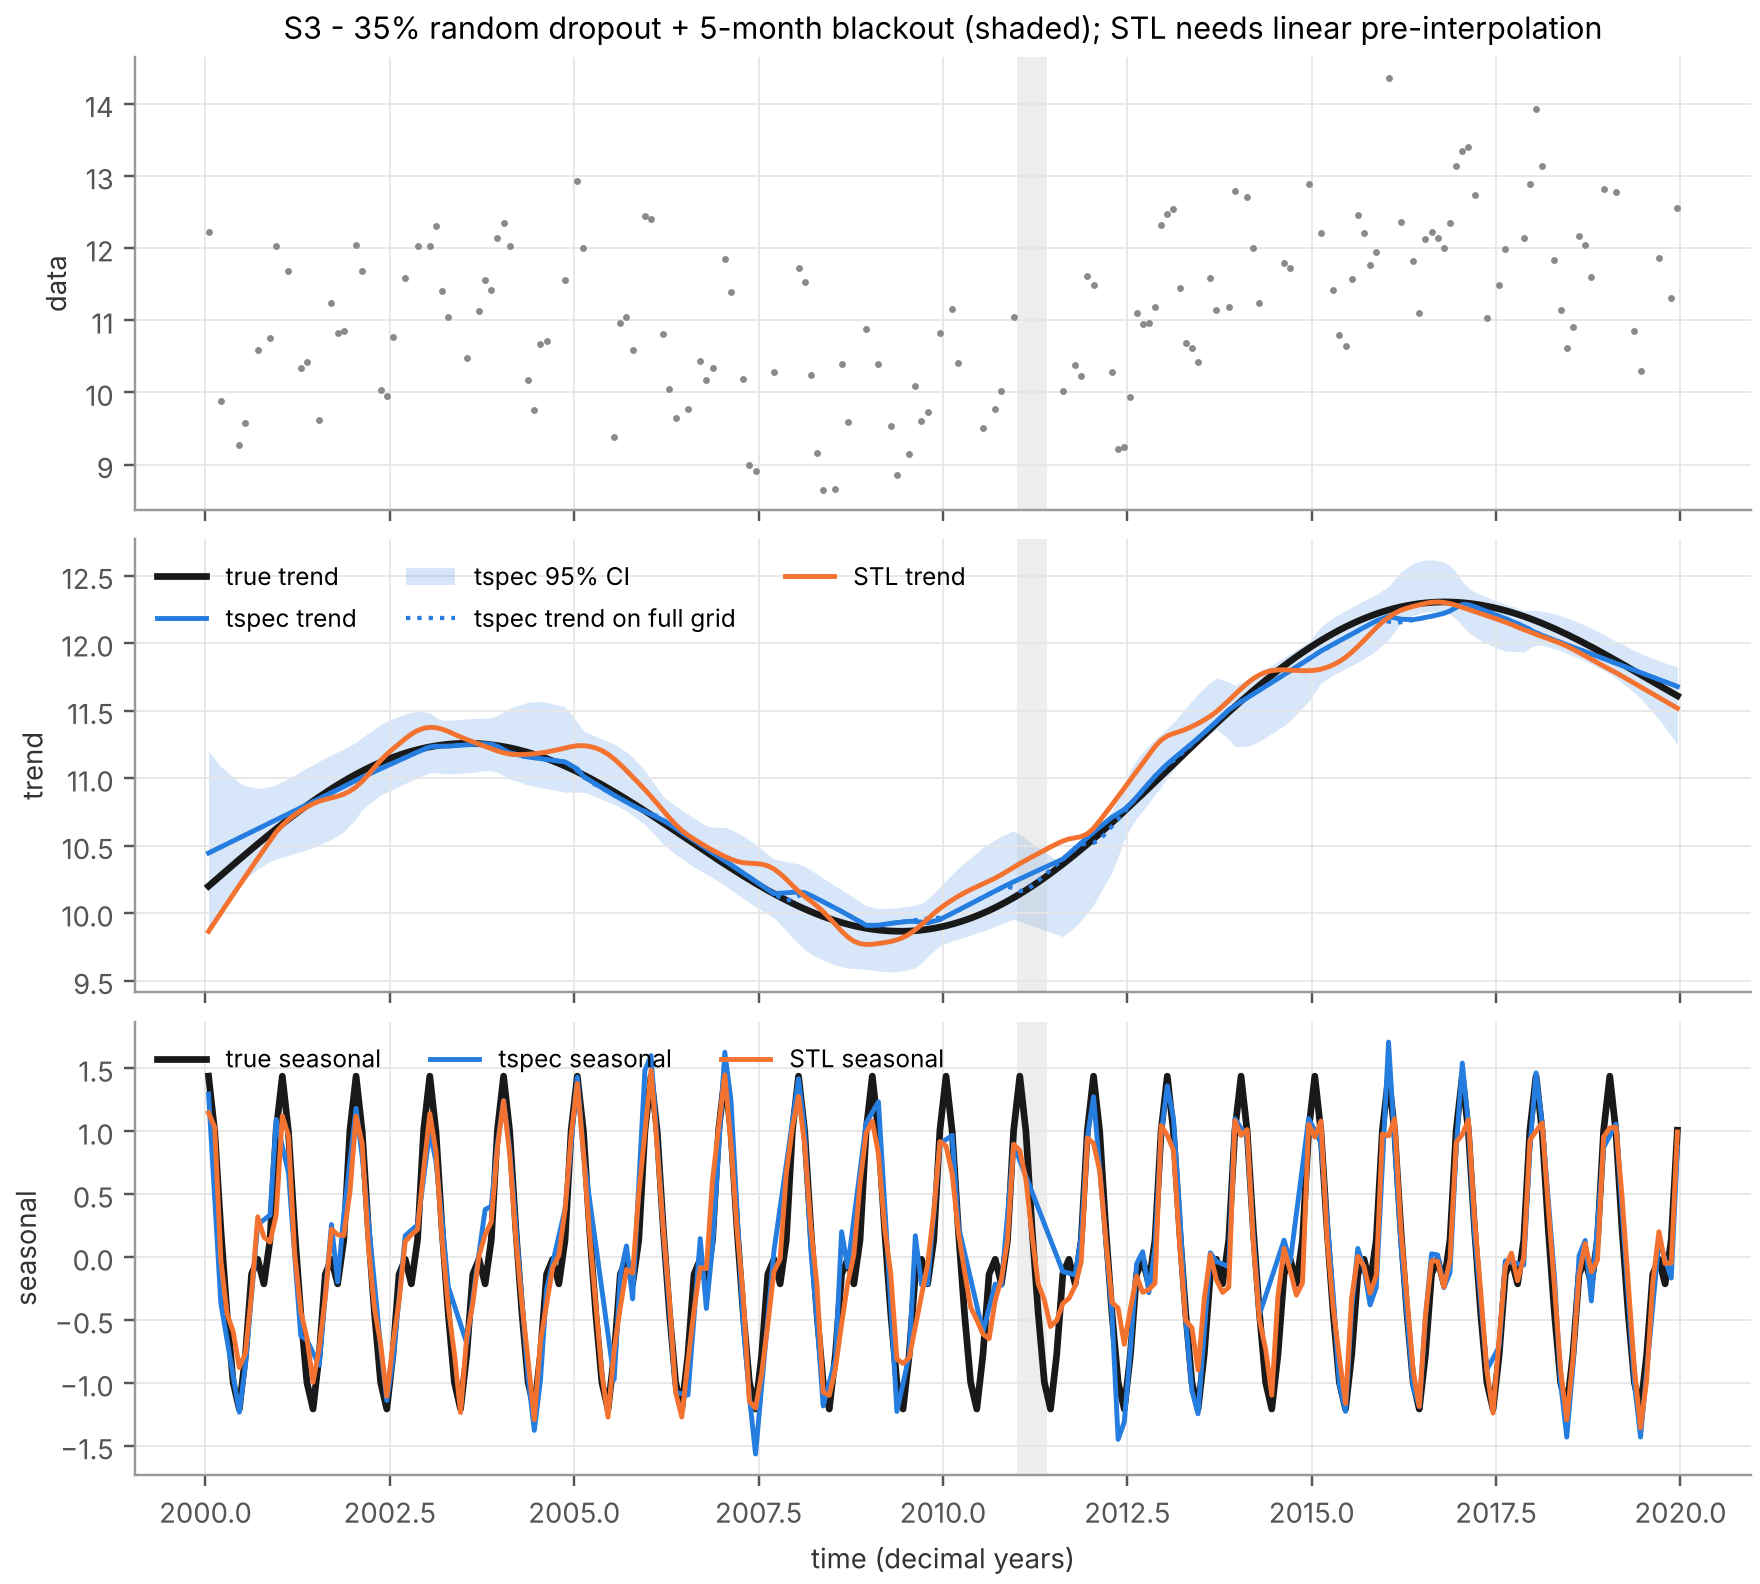 S3 - 35% random dropout + 5-month blackout (shaded); STL needs linear pre-interpolation
14
13
12
11
10
9
data
true trend
tspec 95% CI
STL trend
tspec trend
tspec trend on full grid
12.5
12.0
11.5
11.0
10.5
10.0
9.5
trend
true seasonal
tspec seasonal
STL seasonal
1.5
1.0
0.5
0.0
−0.5
−1.0
−1.5
seasonal
2000.0 2002.5 2005.0 2007.5 2010.0 2012.5 2015.0 2017.5 2020.0
time (decimal years)